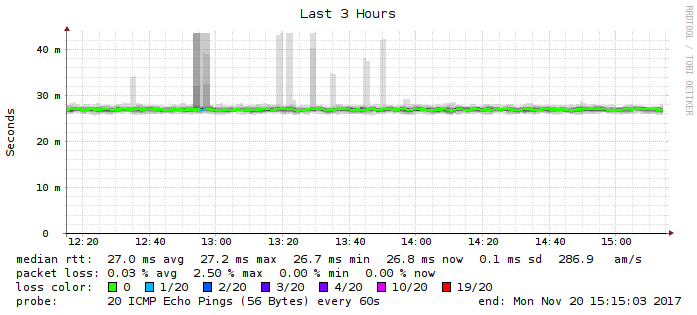 Last 3 Hours
RRDTOOL / TOBI OETIKER
Seconds
40 m
30 m
20 m
10 m
0
12:20 12:40 13:00 13:20 13:40 14:00 14:20 14:40 15:00
median rtt: 27.0 ms avg 27.2 ms max 26.7 ms min 26.8 ms now 0.1 ms sd 286.9 am/s
packet loss: 0.03 % avg 2.50 % max 0.00 % min 0.00 % now
loss color: 0 1/20 2/20 3/20 4/20 10/20 19/20
probe: 20 ICMP Echo Pings (56 Bytes) every 60s end: Mon Nov 20 15:15:03 2017